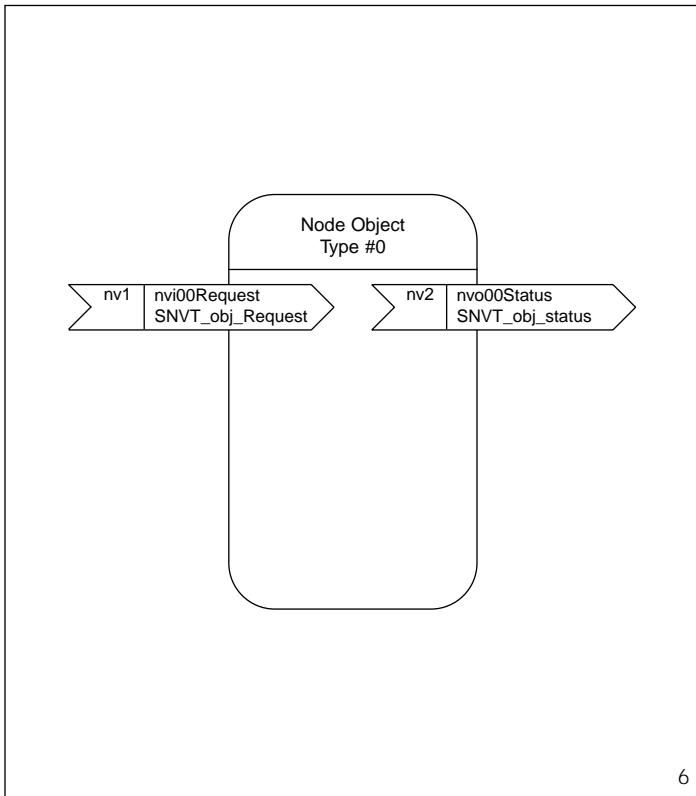 Node Object
Type #0
nv1
nvi00Request
SNVT_obj_Request
nv2
nvo00Status
SNVT_obj_status
6